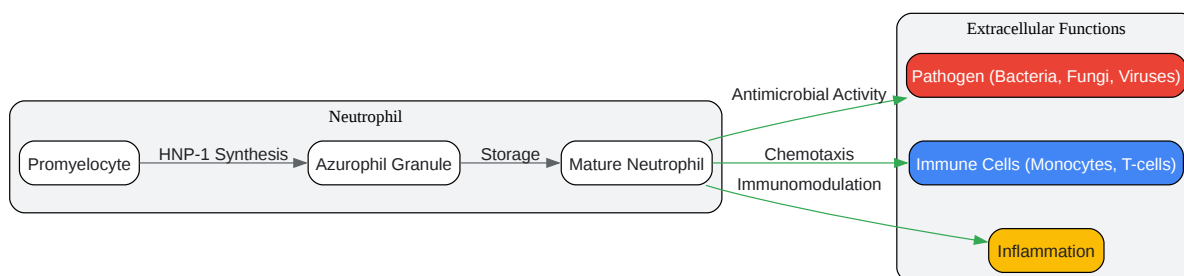 Extracellular Functions
Pathogen (Bacteria, Fungi, Viruses)
Antimicrobial Activity
Neutrophil
Promyelocyte
HNP-1 Synthesis
Azurophil Granule
Storage
Mature Neutrophil
Chemotaxis
Immune Cells (Monocytes, T-cells)
Immunomodulation
Inflammation